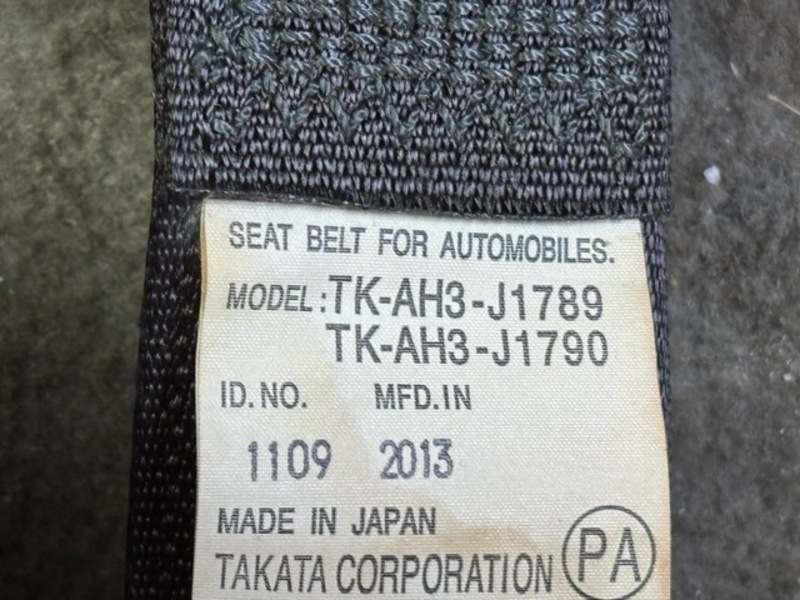 SEAT BELT FOR AUTOMOBILES.
MODEL: TK-AH3-J1789
TK-AH3-J1790
ID. NO. MFD. IN
1109 2013
MADE IN JAPAN
TAKATA CORPORATION PA